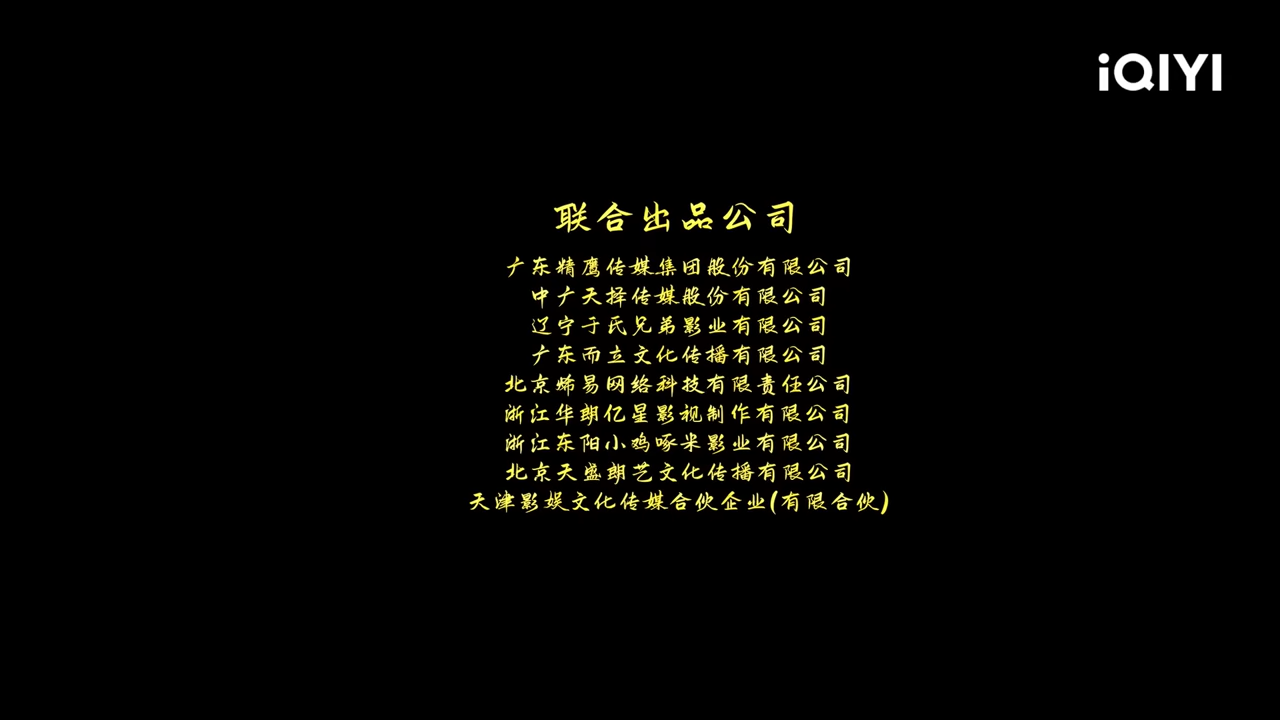 iQIYI
联合出品公司
广东精鹰传媒集团股份有限公司
中广天择传媒股份有限公司
辽宁于氏兄弟影业有限公司
广东而立文化传播有限公司
北京烯易网络科技有限责任公司
浙江华朗亿星影视制作有限公司
浙江东阳小鸡啄米影业有限公司
北京天盛朗艺文化传播有限公司
天津影娱文化传媒合伙企业(有限合伙)